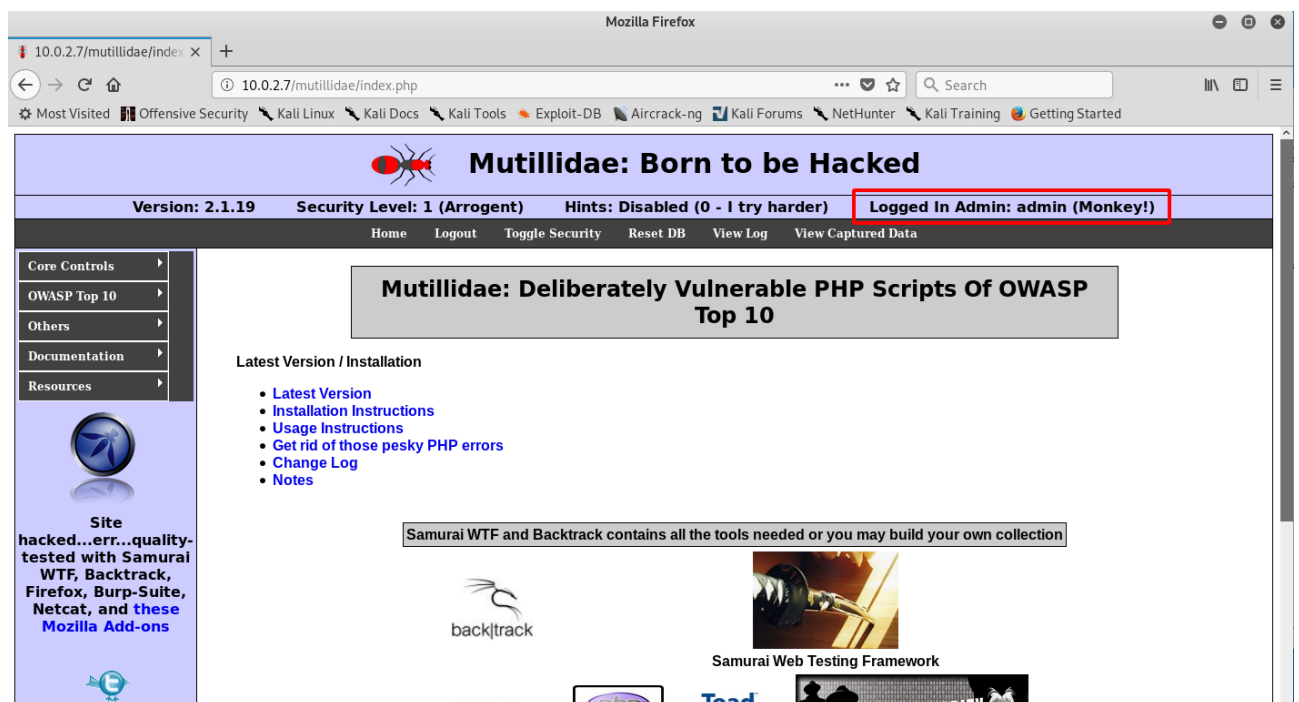 Mozilla Firefox
10.0.2.7/mutillidae/index
10.0.2.7/mutillidae/index.php
Search
Most Visited Offensive Security Kali Linux Kali Docs Kali Tools Exploit-DB Aircrack-ng Kali Forums NetHunter Kali Training Getting Started
Mutillidae: Born to be Hacked
Version: 2.1.19 Security Level: 1 (Arrogent) Hints: Disabled (0 - I try harder) Logged In Admin: admin (Monkey!)
Home Logout Toggle Security Reset DB View Log View Captured Data
Core Controls
OWASP Top 10
Others
Documentation
Resources
Site
hacked...err...quality-
tested with Samurai
WTF, Backtrack,
Firefox, Burp-Suite,
Netcat, and these
Mozilla Add-ons
Mutillidae: Deliberately Vulnerable PHP Scripts Of OWASP
Top 10
Latest Version / Installation
Latest Version
Installation Instructions
Usage Instructions
Get rid of those pesky PHP errors
Change Log
Notes
Samurai WTF and Backtrack contains all the tools needed or you may build your own collection
back|track
Samurai Web Testing Framework
Toad